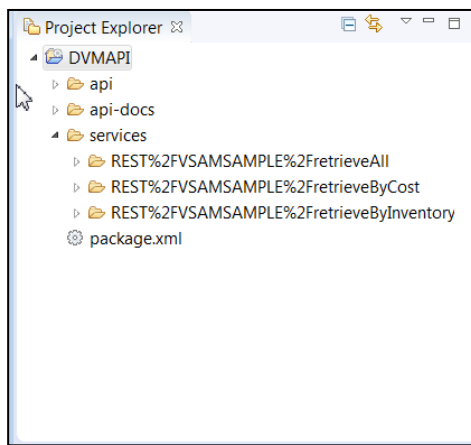 Project Explorer
DVMAPI
api
api-docs
services
REST%2FVSAMSAMPLE%2FretrieveAll
REST%2FVSAMSAMPLE%2FretrieveByCost
REST%2FVSAMSAMPLE%2FretrieveByInventory
package.xml